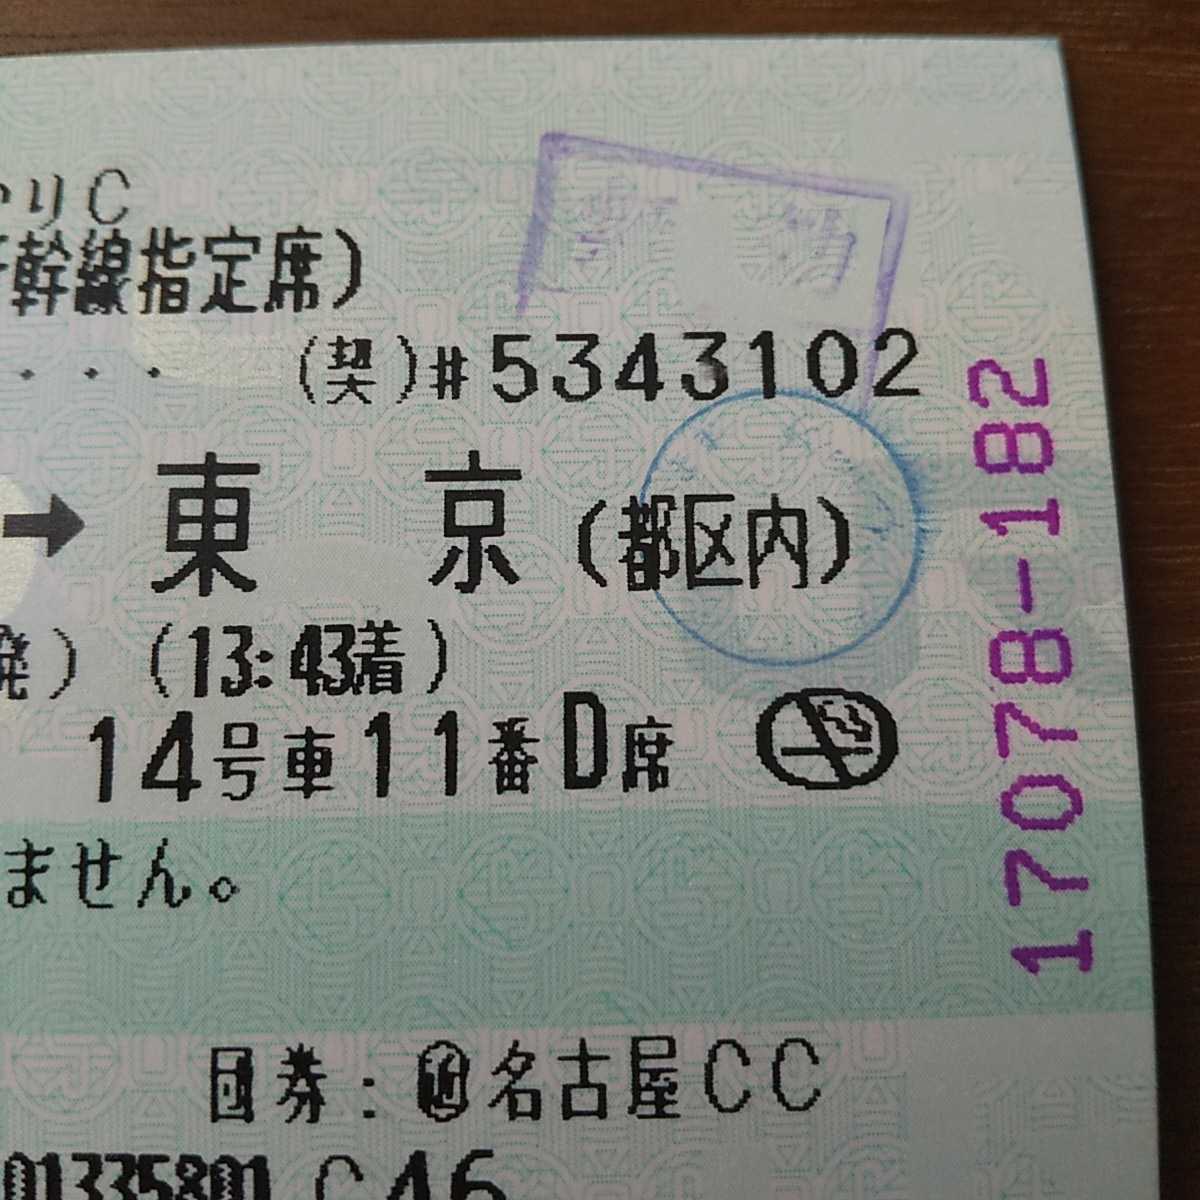 りC
幹線指定席)
・・・ (契)#5343102
→東 京(都区内)
発) (13:43着)
14号車11番D席
ません。
17078-182
団券:㊥名古屋CC
01335801 C46